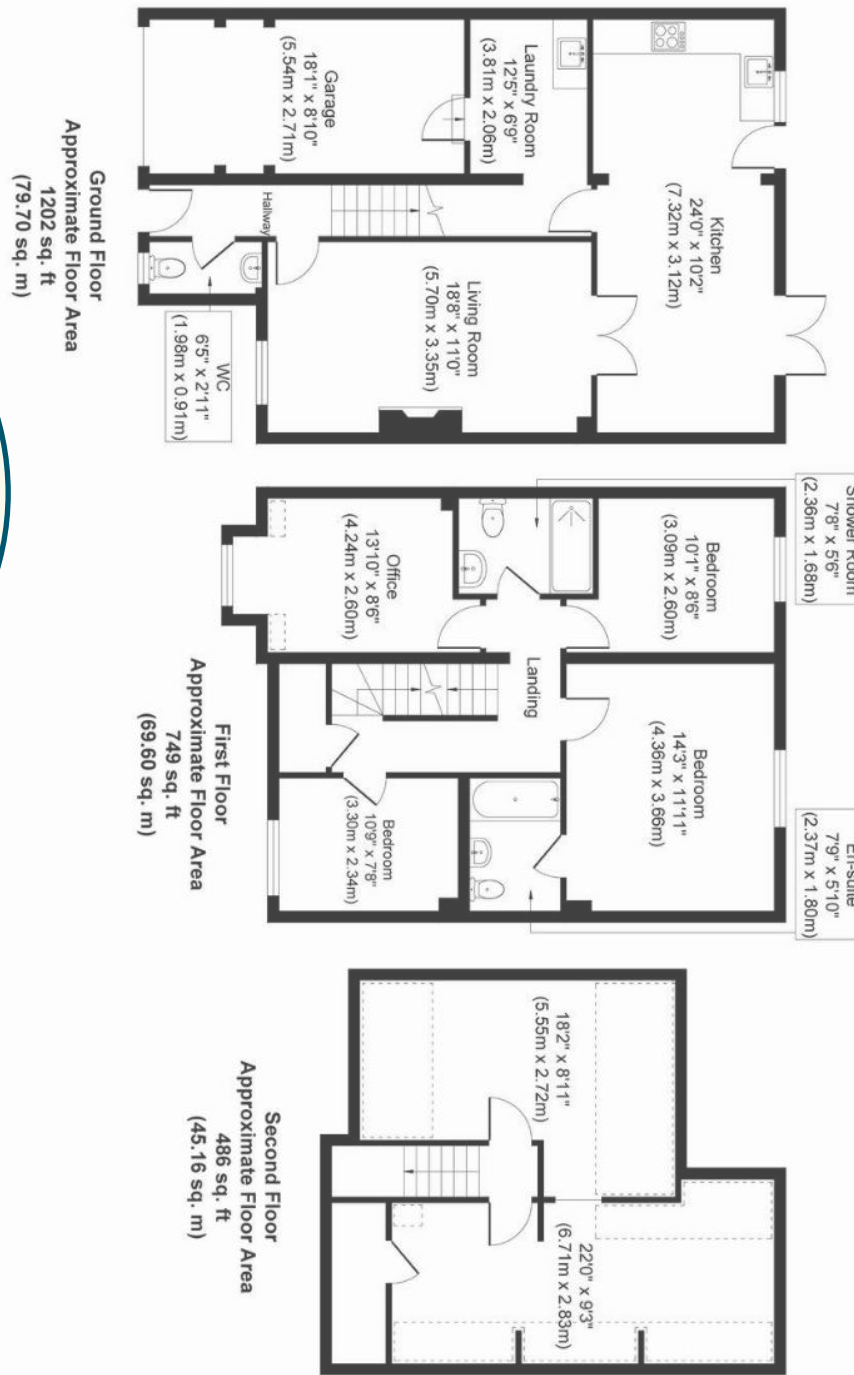 Kitchen
24'0" x 10'2"
(7.32m x 3.12m)
Laundry Room
12'5" x 6'9"
(3.81m x 2.06m)
Garage
18'1" x 8'10"
(5.54m x 2.71m)
Hallway
Living Room
18'8" x 11'0"
(5.70m x 3.35m)
WC
6'5" x 2'11"
(1.98m x 0.91m)
Ground Floor
Approximate Floor Area
1202 sq. ft
(79.70 sq. m)
Shower Room
7'8" x 5'6"
(2.36m x 1.68m)
Bedroom
10'1" x 8'6"
(3.09m x 2.60m)
Office
13'10" x 8'6"
(4.24m x 2.60m)
Landing
Bedroom
14'3" x 11'11"
(4.36m x 3.66m)
Bedroom
10'9" x 7'8"
(3.30m x 2.34m)
En-suite
7'9" x 5'10"
(2.37m x 1.80m)
First Floor
Approximate Floor Area
749 sq. ft
(69.60 sq. m)
18'2" x 8'11"
(5.55m x 2.72m)
22'0" x 9'3"
(6.71m x 2.83m)
Second Floor
Approximate Floor Area
486 sq. ft
(45.16 sq. m)